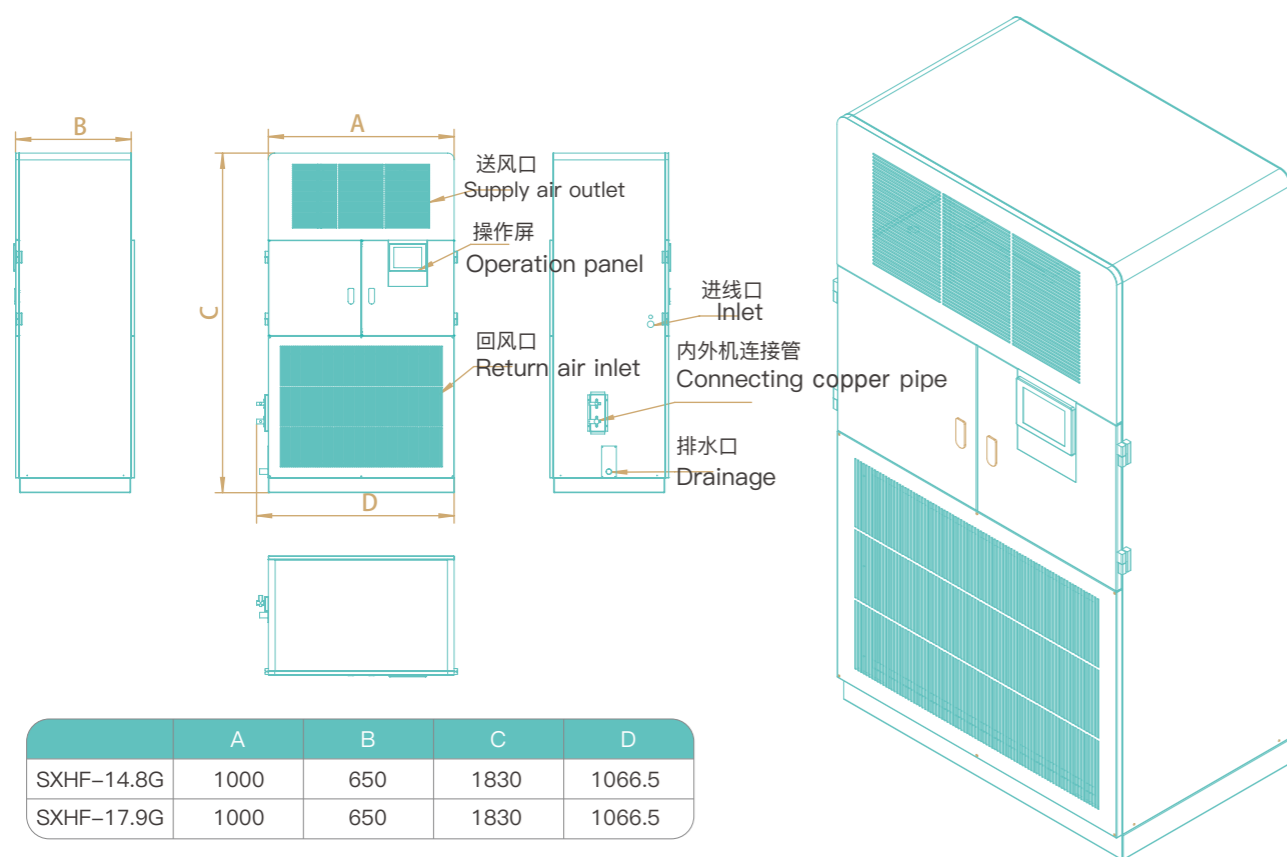 B
A
C
D
送风口
Supply air outlet
操作屏
Operation panel
回风口
Return air inlet
进线口
Inlet
内外机连接管
Connecting copper pipe
排水口
Drainage
A B C D
SXHF-14.8G 1000 650 1830 1066.5
SXHF-17.9G 1000 650 1830 1066.5